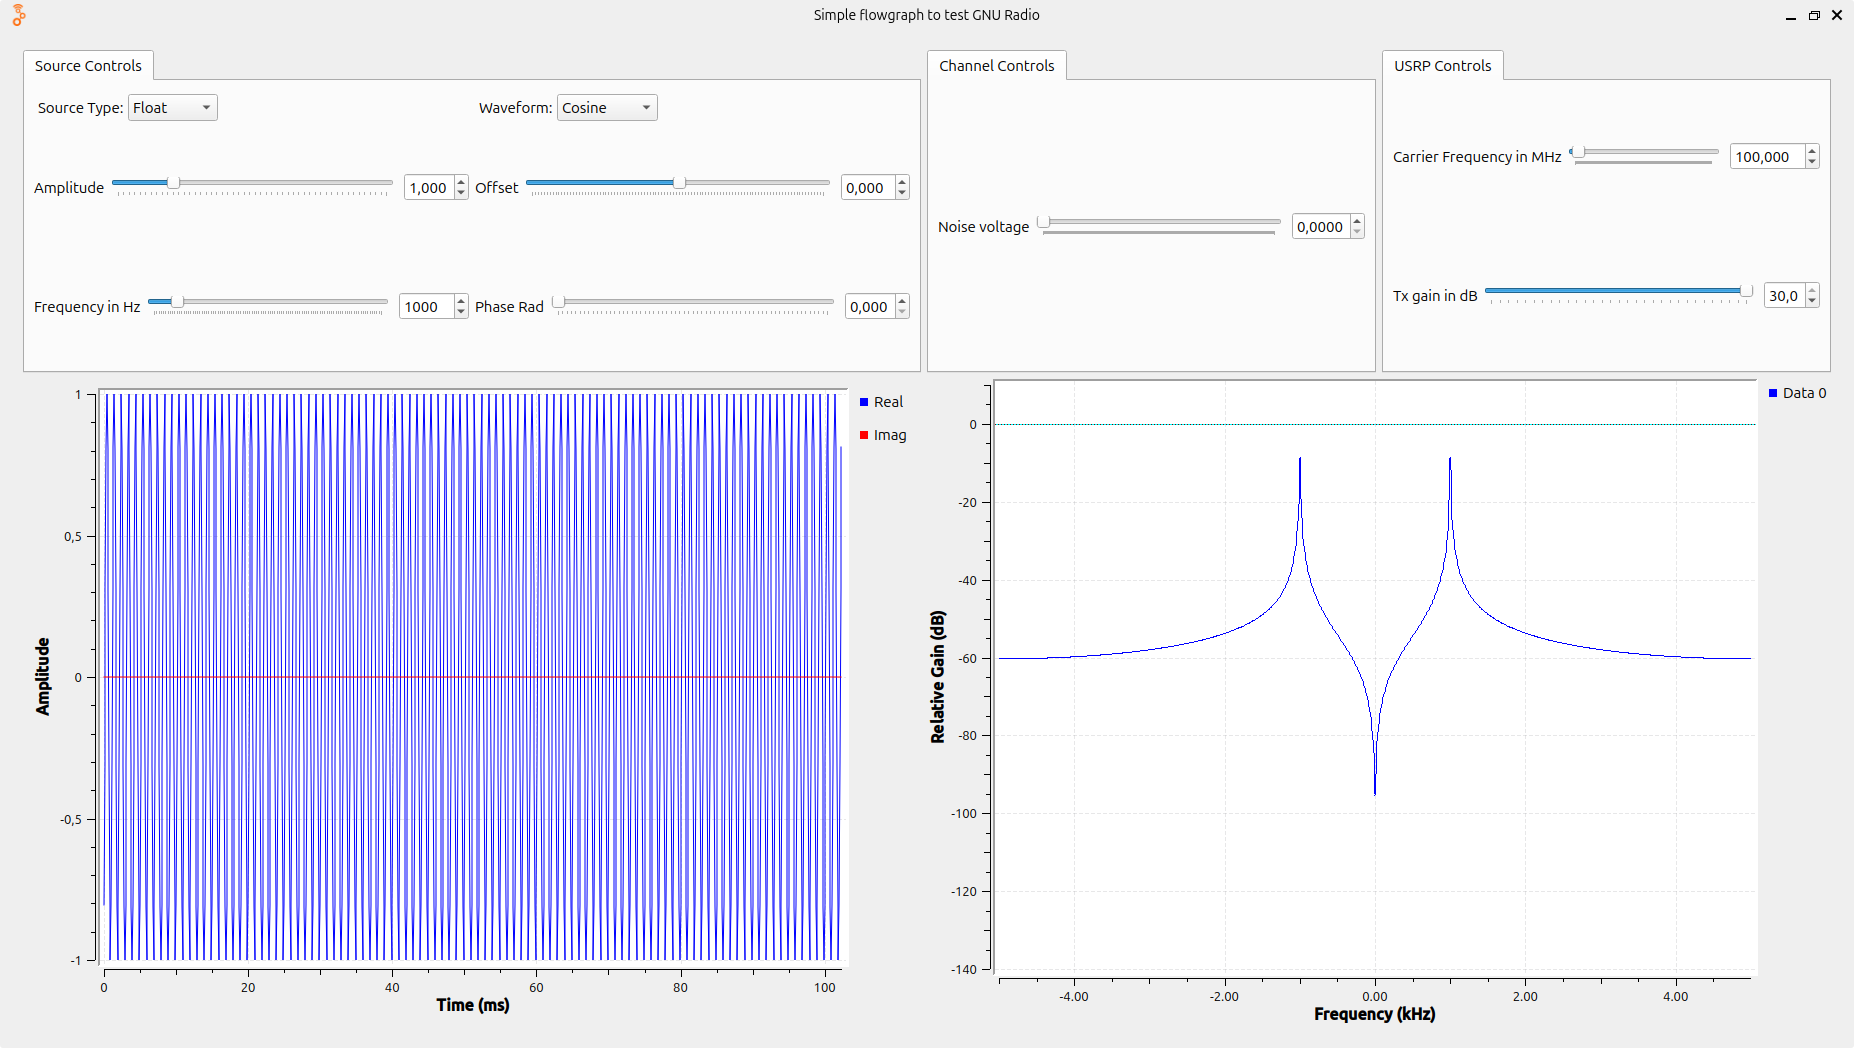 Simple flowgraph to test GNU Radio
Source Controls
Source Type: Float
Waveform: Cosine
Amplitude 1,000
Offset 0,000
Frequency in Hz 1000
Phase Rad 0,000
Channel Controls
Noise voltage 0,0000
USRP Controls
Carrier Frequency in MHz 100,000
Tx gain in dB 30,0
1
0,5
0
-0,5
-1
Amplitude
0 20 40 60 80 100
Time (ms)
Real
Imag
0
-20
-40
-60
-80
-100
-120
-140
Relative Gain (dB)
-4.00 -2.00 0.00 2.00 4.00
Frequency (kHz)
Data 0